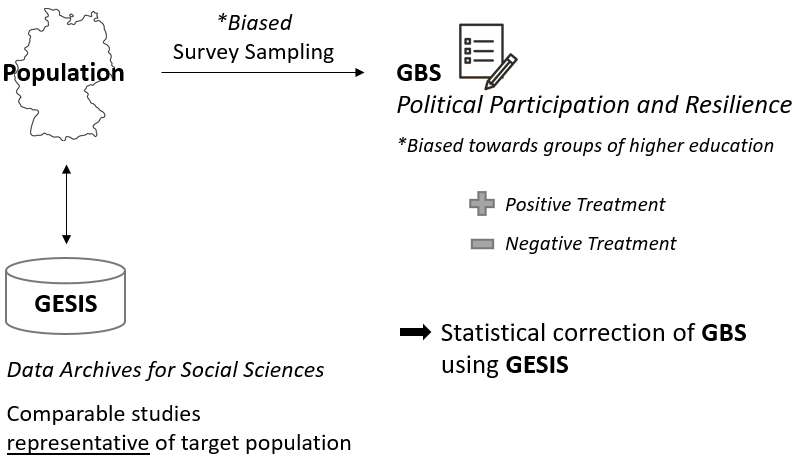 *Biased
Survey Sampling
Population
GBS
Political Participation and Resilience
*Biased towards groups of higher education
Positive Treatment
Negative Treatment
GESIS
Data Archives for Social Sciences
Comparable studies
representative of target population
Statistical correction of GBS
using GESIS